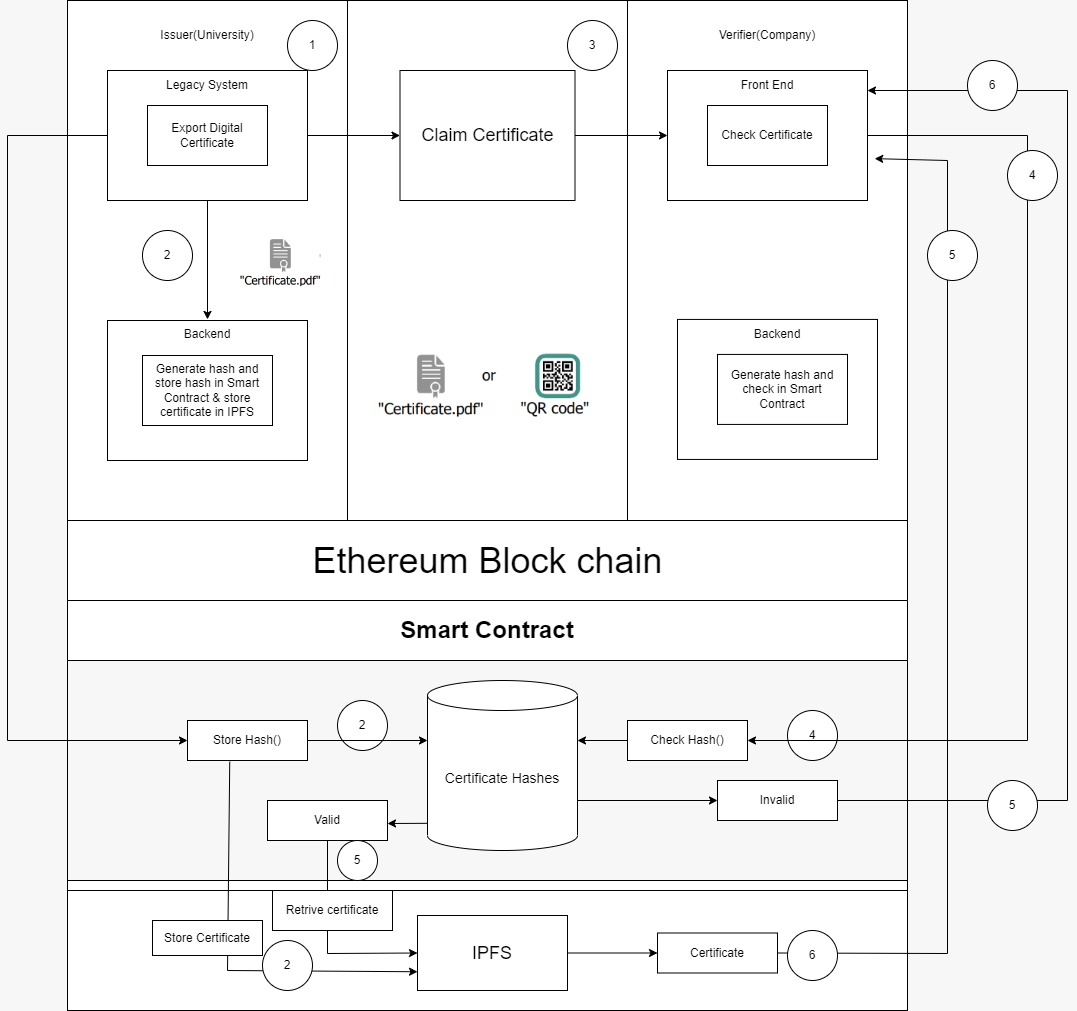 Issuer(University)
1
3
Verifier(Company)
Legacy System
Export Digital
Certificate
Claim Certificate
Front End
Check Certificate
6
4
2
"Certificate.pdf"
5
Backend
Generate hash and
store hash in Smart
Contract & store
certificate in IPFS
"Certificate.pdf"
or
"QR code"
Backend
Generate hash and
check in Smart
Contract
Ethereum Block chain
Smart Contract
Store Hash()
2
Certificate Hashes
Check Hash()
4
Valid
5
Invalid
5
Retrive certificate
Store Certificate
2
IPFS
Certificate
6